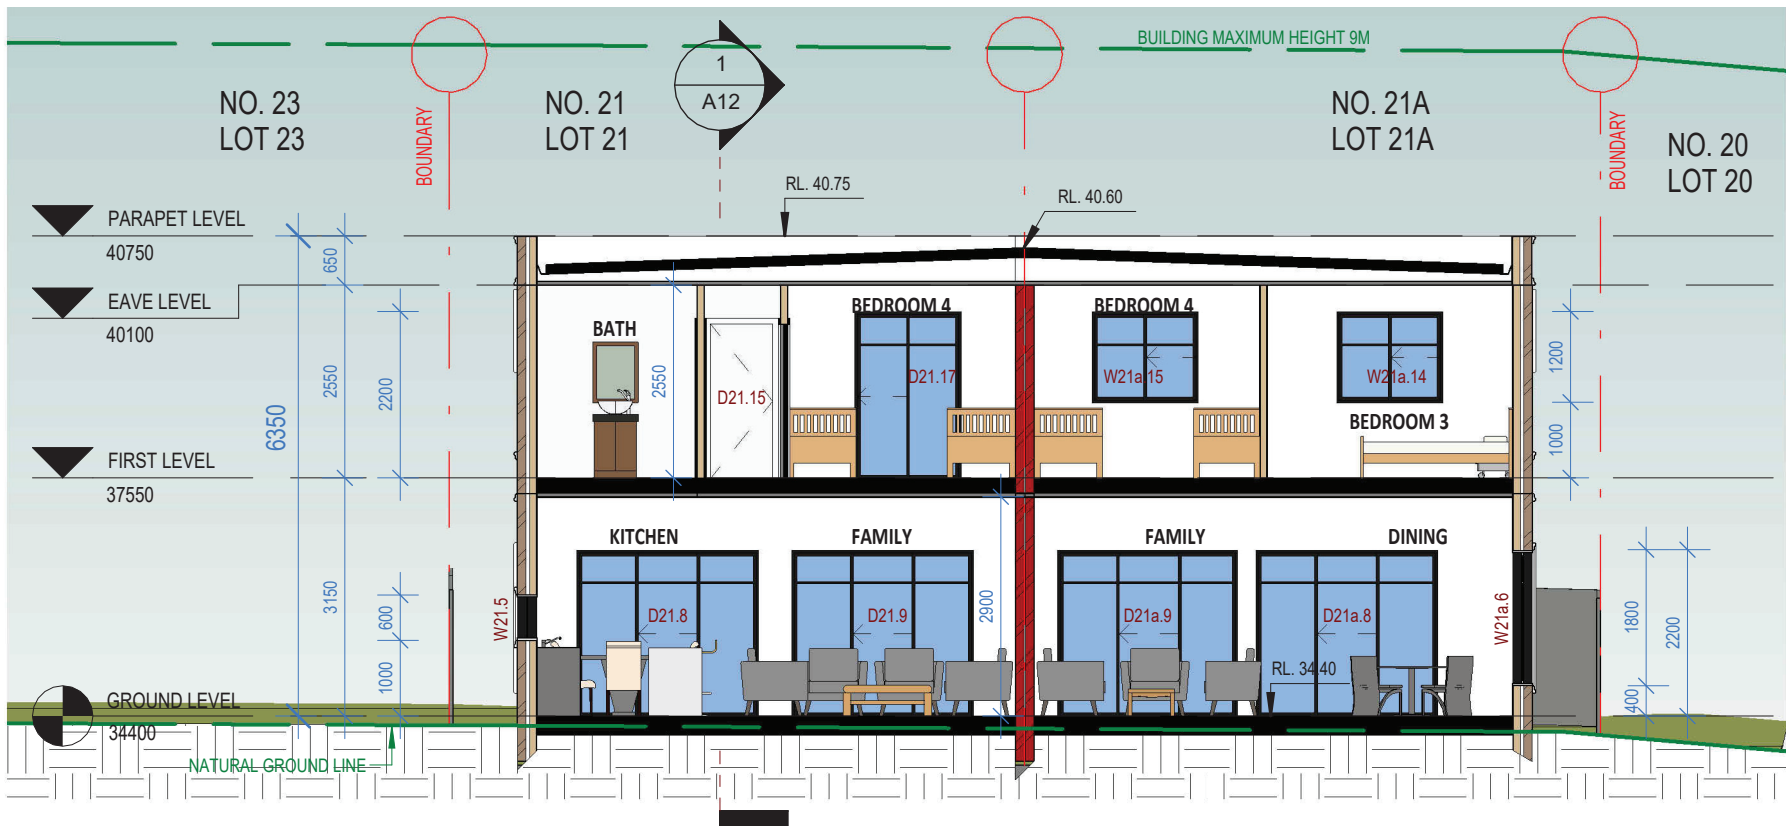 BUILDING MAXIMUM HEIGHT 9M
1
A12
NO. 23
LOT 23
BOUNDARY
NO. 21
LOT 21
NO. 21A
LOT 21A
BOUNDARY
NO. 20
LOT 20
RL. 40.75
RL. 40.60
PARAPET LEVEL
40750
EAVE LEVEL
40100
FIRST LEVEL
37550
GROUND LEVEL
34400
NATURAL GROUND LINE
6350
650
2550
3150
2200
600
1000
BATH
D21.15
2550
BEDROOM 4
D21.17
BEDROOM 4
W21a.15
W21a.14
BEDROOM 3
1200
1000
W21.5
KITCHEN
D21.8
FAMILY
D21.9
2900
FAMILY
D21a.9
DINING
D21a.8
RL. 34.40
W21a.6
1800
400
2200